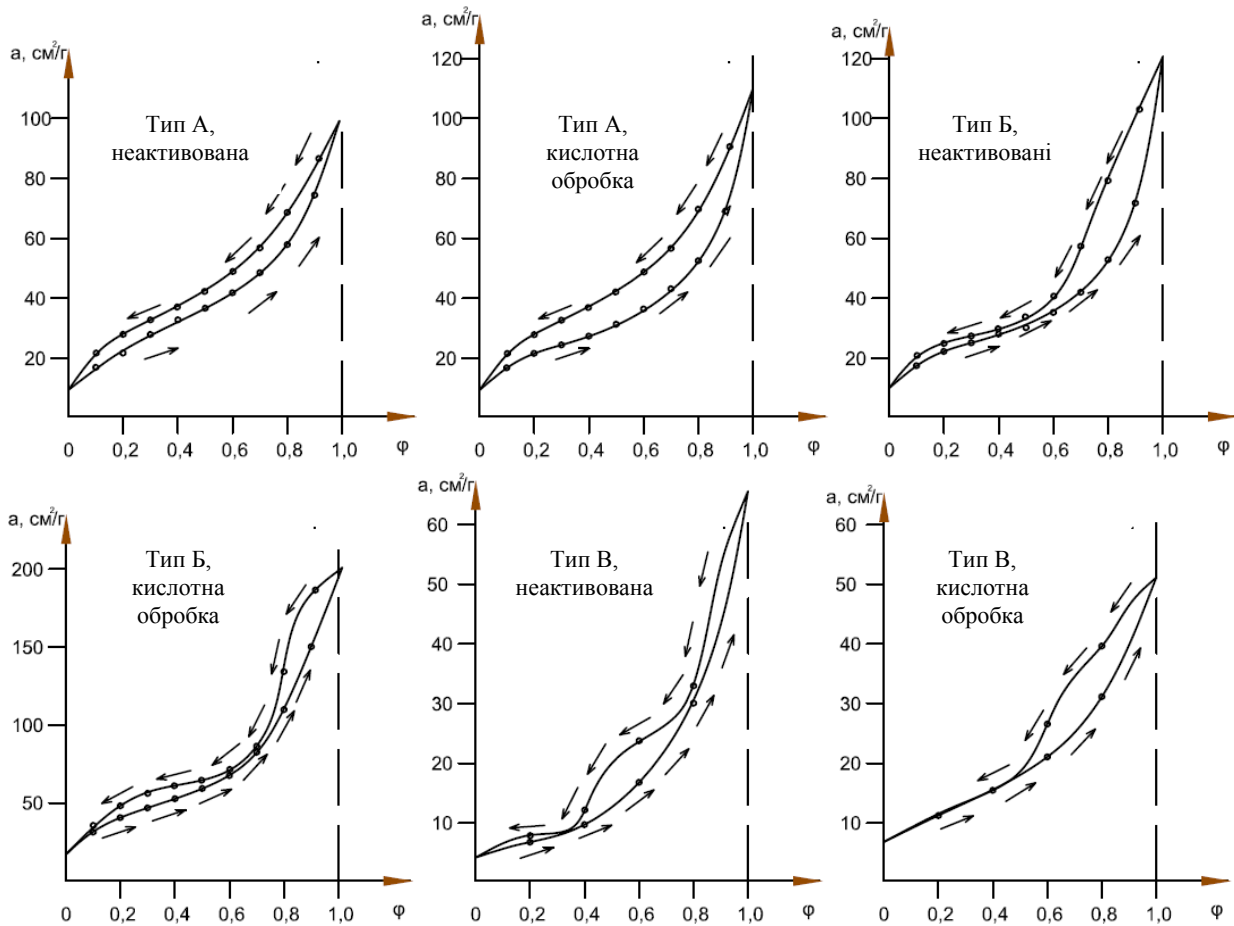 а, см²/г
100
80
60
40
20
Тип А,
неактивована
0 0,2 0,4 0,6 0,8 1,0 φ
а, см²/г
120
100
80
60
40
20
Тип А,
кислотна
обробка
0 0,2 0,4 0,6 0,8 1,0 φ
а, см²/г
120
100
80
60
40
20
Тип Б,
неактивовані
0 0,2 0,4 0,6 0,8 1,0 φ
а, см²/г
200
150
100
50
Тип Б,
кислотна
обробка
0 0,2 0,4 0,6 0,8 1,0 φ
а, см²/г
60
50
40
30
20
10
Тип В,
неактивована
0 0,2 0,4 0,6 0,8 1,0 φ
а, см²/г
60
50
40
30
20
10
Тип В,
кислотна
обробка
0 0,2 0,4 0,6 0,8 1,0 φ